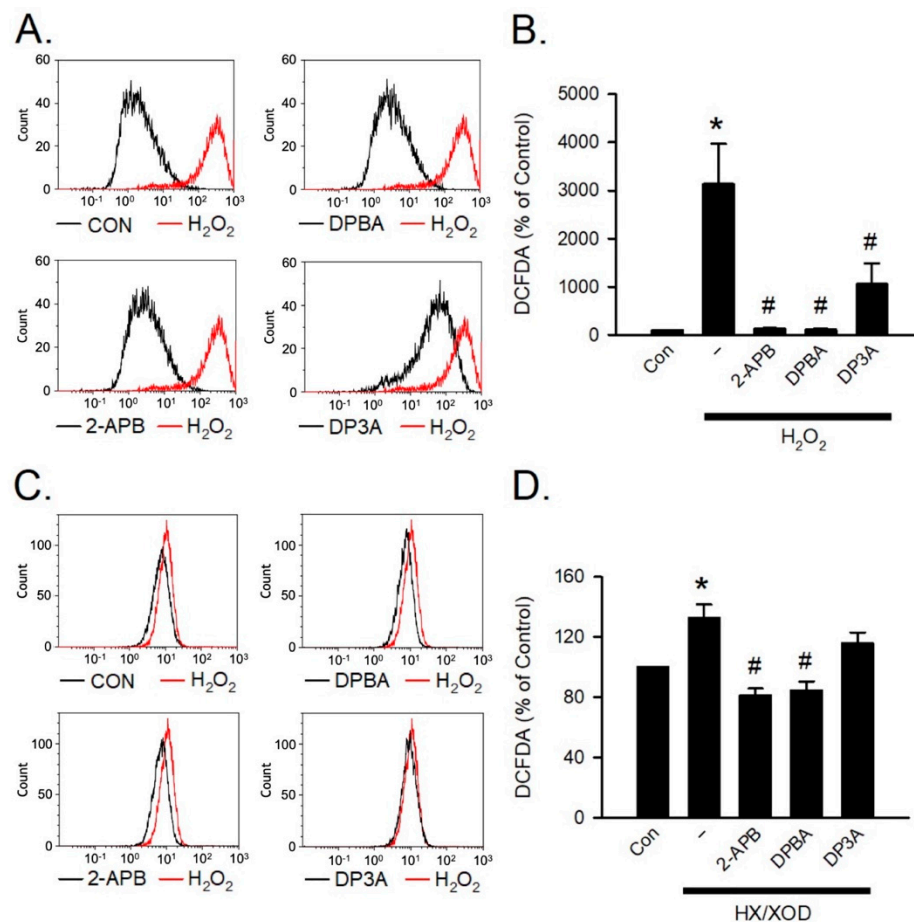 A.
60
40
20
0
Count
10-1 100 101 102 103
CON H2O2
60
40
20
0
Count
10-1 100 101 102 103
DPBA H2O2
60
40
20
0
Count
10-1 100 101 102 103
2-APB H2O2
60
40
20
0
Count
10-1 100 101 102 103
DP3A H2O2
B.
DCFDA (% of Control)
5000
4000
3000
2000
1000
0
*
#
#
#
Con
–
2-APB
DPBA
DP3A
H2O2
C.
100
50
0
Count
10-1 100 101 102 103
CON H2O2
100
50
0
Count
10-1 100 101 102 103
DPBA H2O2
100
50
0
Count
10-1 100 101 102 103
2-APB H2O2
100
50
0
Count
10-1 100 101 102 103
DP3A H2O2
D.
DCFDA (% of Control)
160
120
80
40
0
*
#
#
Con
–
2-APB
DPBA
DP3A
HX/XOD